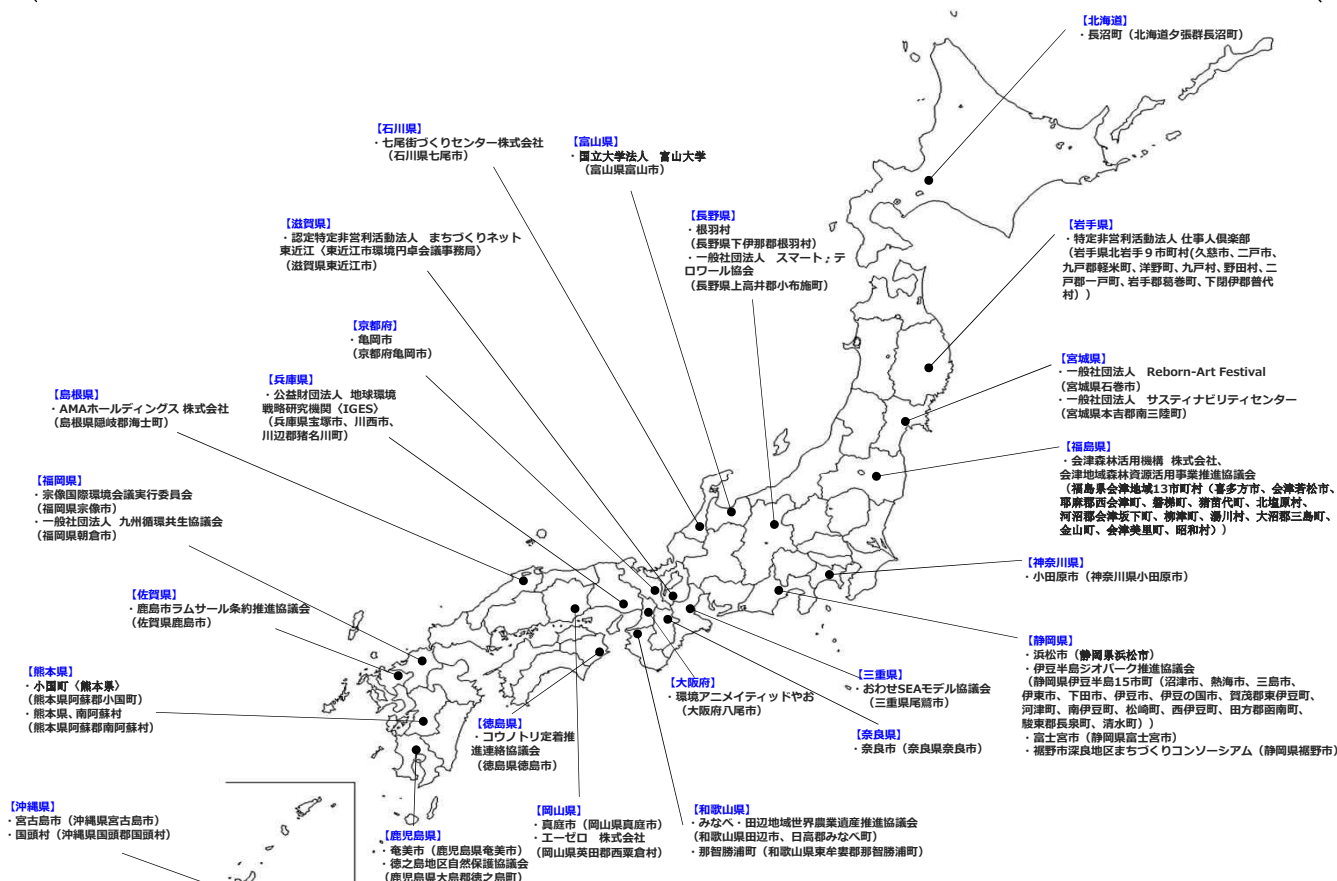 【北海道】
・長沼町（北海道夕張群長沼町）
【石川県】
・七尾街づくりセンター株式会社
（石川県七尾市）
【富山県】
・国立大学法人　富山大学
（富山県富山市）
【滋賀県】
・認定特定非営利活動法人　まちづくりネット
東近江〈東近江市環境円卓会議事務局〉
（滋賀県東近江市）
【長野県】
・根羽村
（長野県下伊那郡根羽村）
・一般社団法人　スマート・テ
ロワール協会
（長野県上高井郡小布施町）
【岩手県】
・特定非営利活動法人 仕事人倶楽部
（岩手県北岩手９市町村(久慈市、二戸市、
九戸郡軽米町、洋野町、九戸村、野田村、二
戸郡一戸町、岩手郡葛巻町、下閉伊郡普代
村））
【京都府】
・亀岡市
（京都府亀岡市）
【宮城県】
・一般社団法人　Reborn-Art Festival
（宮城県石巻市）
・一般社団法人　サスティナビリティセンター
（宮城県本吉郡南三陸町）
【兵庫県】
・公益財団法人 地球環境
戦略研究機関〈IGES〉
（兵庫県宝塚市、川西市、
川辺郡猪名川町）
【島根県】
・AMAホールディングス 株式会社
（島根県隠岐郡海士町）
【福島県】
・会津森林活用機構 株式会社、
会津地域森林資源活用事業推進協議会
（福島県会津地域13市町村（喜多方市、会津若松市、
耶麻郡西会津町、磐梯町、猪苗代町、北塩原村、
河沼郡会津坂下町、柳津町、湯川村、大沼郡三島町、
金山町、会津美里町、昭和村））
【福岡県】
・宗像国際環境会議実行委員会
（福岡県宗像市）
・一般社団法人 九州循環共生協議会
（福岡県朝倉市）
【神奈川県】
・小田原市（神奈川県小田原市）
【佐賀県】
・鹿島市ラムサール条約推進協議会
（佐賀県鹿島市）
【静岡県】
・浜松市（静岡県浜松市）
・伊豆半島ジオパーク推進協議会
（静岡県伊豆半島15市町（沼津市、熱海市、三島市、
伊東市、下田市、伊豆市、伊豆の国市、賀茂郡東伊豆町、
河津町、南伊豆町、松崎町、西伊豆町、田方郡函南町、
駿東郡長泉町、清水町））
・富士宮市（静岡県富士宮市）
・裾野市深良地区まちづくりコンソーシアム（静岡県裾野市）
【熊本県】
・小国町〈熊本県〉
（熊本県阿蘇郡小国町）
・熊本県、南阿蘇村
（熊本県阿蘇郡南阿蘇村）
【三重県】
・おわせSEAモデル協議会
（三重県尾鷲市）
【大阪府】
・環境アニメイティッドやお
（大阪府八尾市）
【奈良県】
・奈良市（奈良県奈良市）
【徳島県】
・コウノトリ定着推
進連絡協議会
（徳島県徳島市）
【沖縄県】
・宮古島市（沖縄県宮古島市）
・国頭村（沖縄県国頭郡国頭村）
【鹿児島県】
・奄美市（鹿児島県奄美市）
・徳之島地区自然保護協議会
（鹿児島県大島郡徳之島町）
【岡山県】
・真庭市（岡山県真庭市）
・エーゼロ　株式会社
（岡山県英田郡西粟倉村）
【和歌山県】
・みなべ・田辺地域世界農業遺産推進協議会
（和歌山県田辺市、日高郡みなべ町）
・那智勝浦町（和歌山県東牟婁郡那智勝浦町）